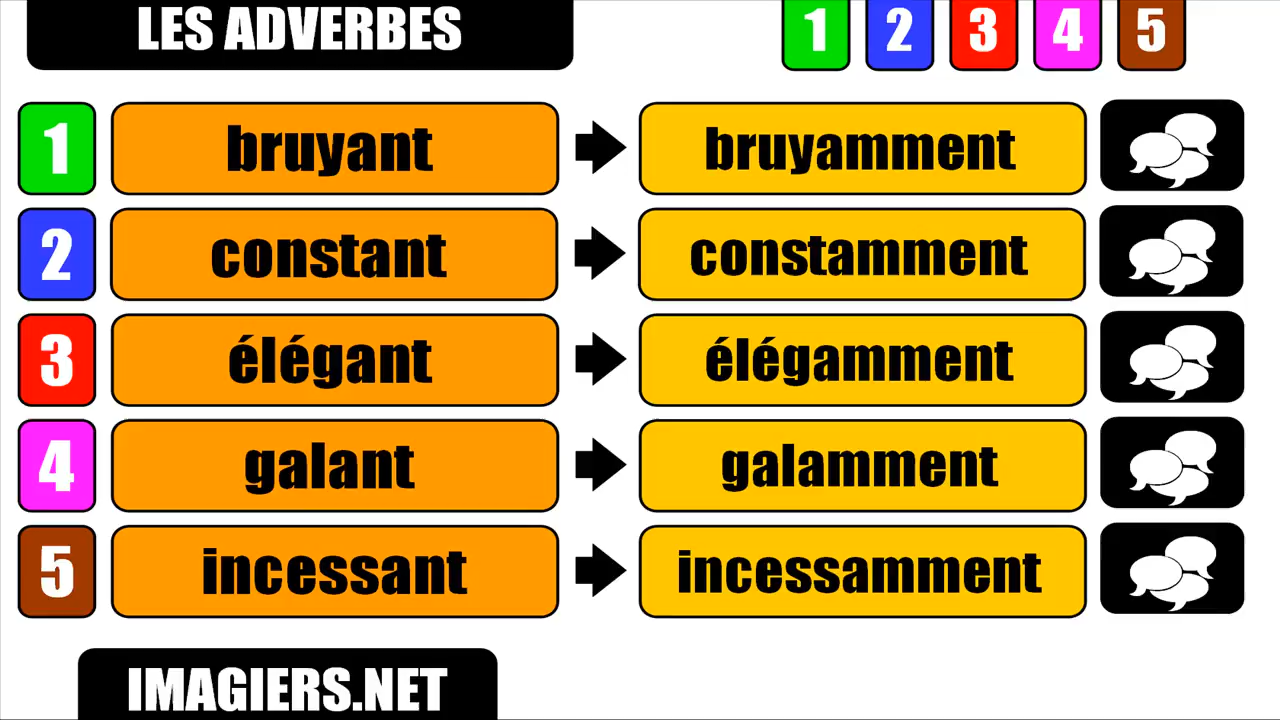 LES ADVERBES
1 2 3 4 5
1 bruyant bruyamment
2 constant constamment
3 élégant élégamment
4 galant galamment
5 incessant incessamment
IMAGIERS.NET